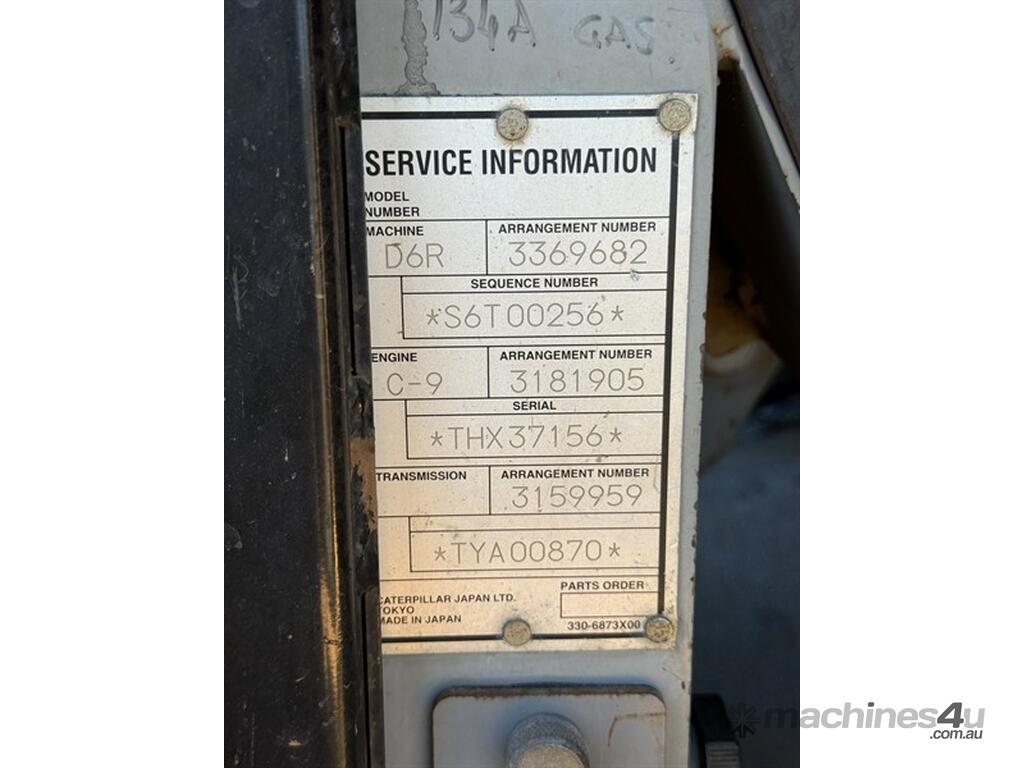 134A GAS
SERVICE INFORMATION
MODEL
NUMBER
MACHINE ARRANGEMENT NUMBER
D6R 3369682
SEQUENCE NUMBER
*S6T00256*
ENGINE ARRANGEMENT NUMBER
C-9 3181905
SERIAL
*THX37156*
TRANSMISSION ARRANGEMENT NUMBER
3159959
*TYA00870*
PARTS ORDER
CATERPILLAR JAPAN LTD.
TOKYO
MADE IN JAPAN
330-6873X00
machines4u
.com.au